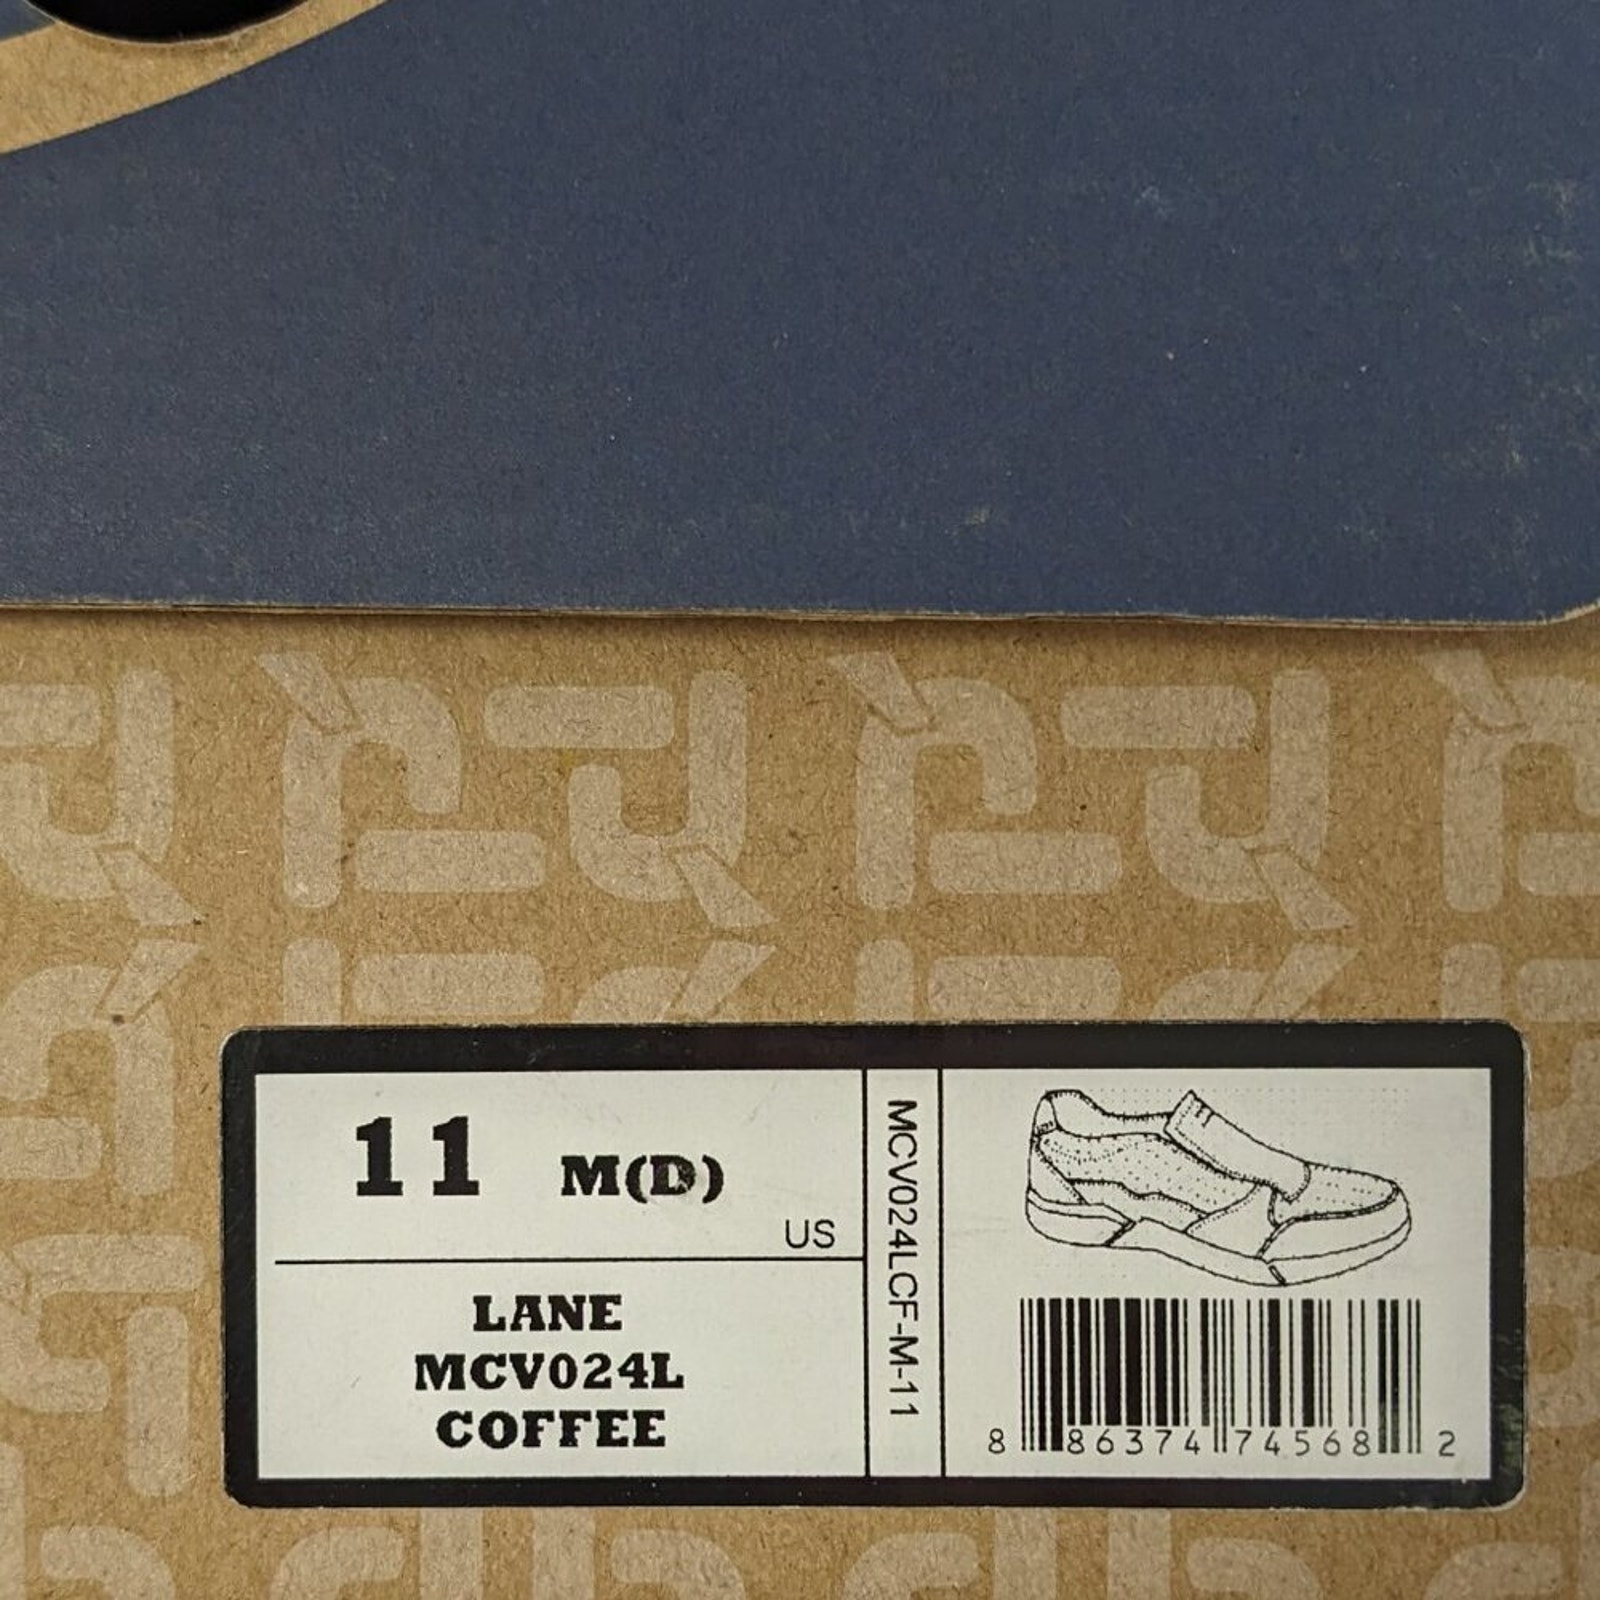 11 M(D)
US
LANE
MCV024L
COFFEE
MCV024LCF-M-11
8 86374 74568 2